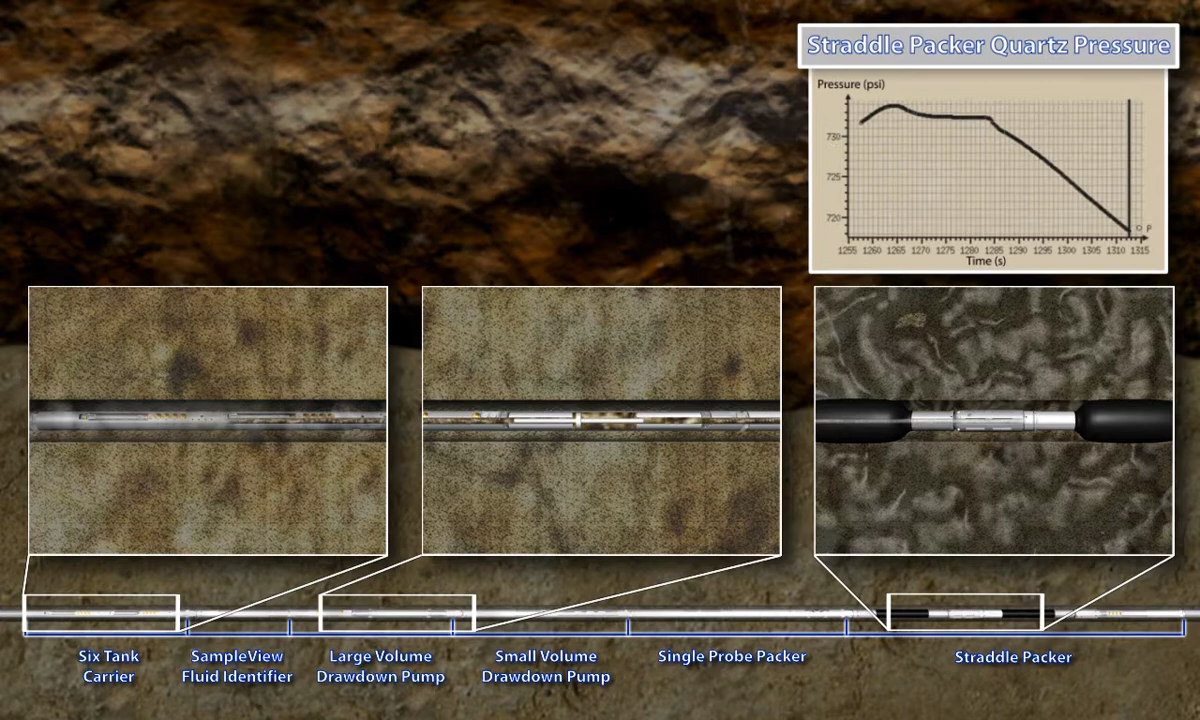 Straddle Packer Quartz Pressure
Pressure (psi)
730
725
720
P
1255 1260 1265 1270 1275 1280 1285 1290 1295 1300 1305 1310 1315
Time (s)
Six Tank
Carrier
SampleView
Fluid Identifier
Large Volume
Drawdown Pump
Small Volume
Drawdown Pump
Single Probe Packer
Straddle Packer